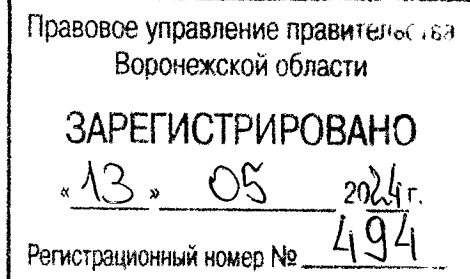 Правовое управление правительства
Воронежской области
ЗАРЕГИСТРИРОВАНО
«13» 05 2024 г.
Регистрационный номер № 494